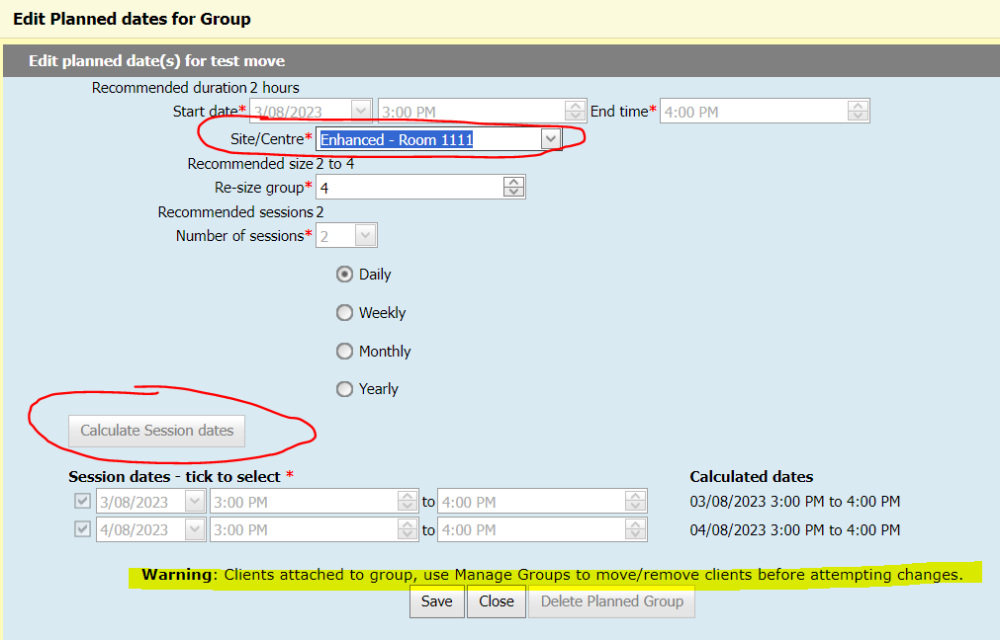 Edit Planned dates for Group
Edit planned date(s) for test move
Recommended duration 2 hours
Start date* 3/08/2023 3:00 PM End time* 4:00 PM
Site/Centre* Enhanced - Room 1111
Recommended size 2 to 4
Re-size group* 4
Recommended sessions 2
Number of sessions* 2
Daily
Weekly
Monthly
Yearly
Calculate Session dates
Session dates - tick to select * Calculated dates
3/08/2023 3:00 PM to 4:00 PM 03/08/2023 3:00 PM to 4:00 PM
4/08/2023 3:00 PM to 4:00 PM 04/08/2023 3:00 PM to 4:00 PM
Warning: Clients attached to group, use Manage Groups to move/remove clients before attempting changes.
Save Close Delete Planned Group